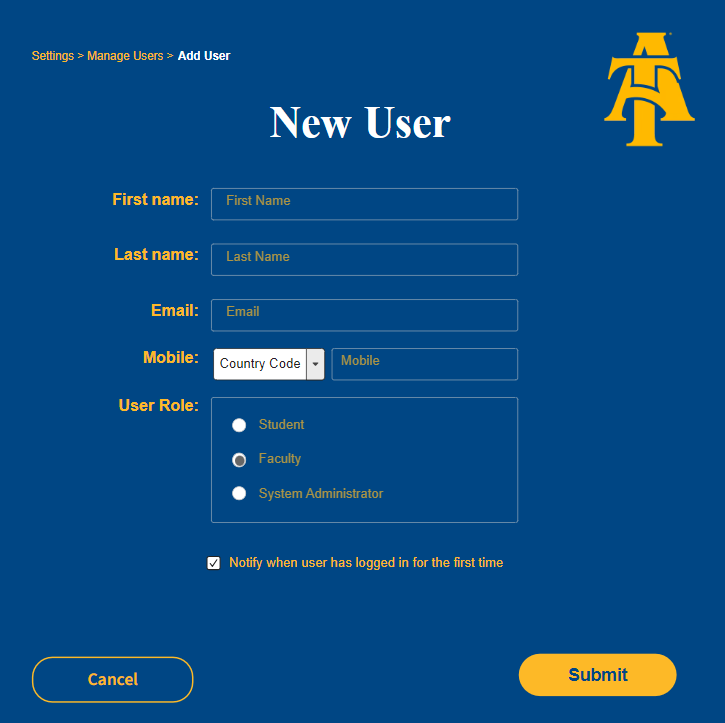 Settings > Manage Users > Add User
AT
New User
First name: First Name
Last name: Last Name
Email: Email
Mobile: Country Code Mobile
User Role:
Student
Faculty
System Administrator
Notify when user has logged in for the first time
Cancel Submit